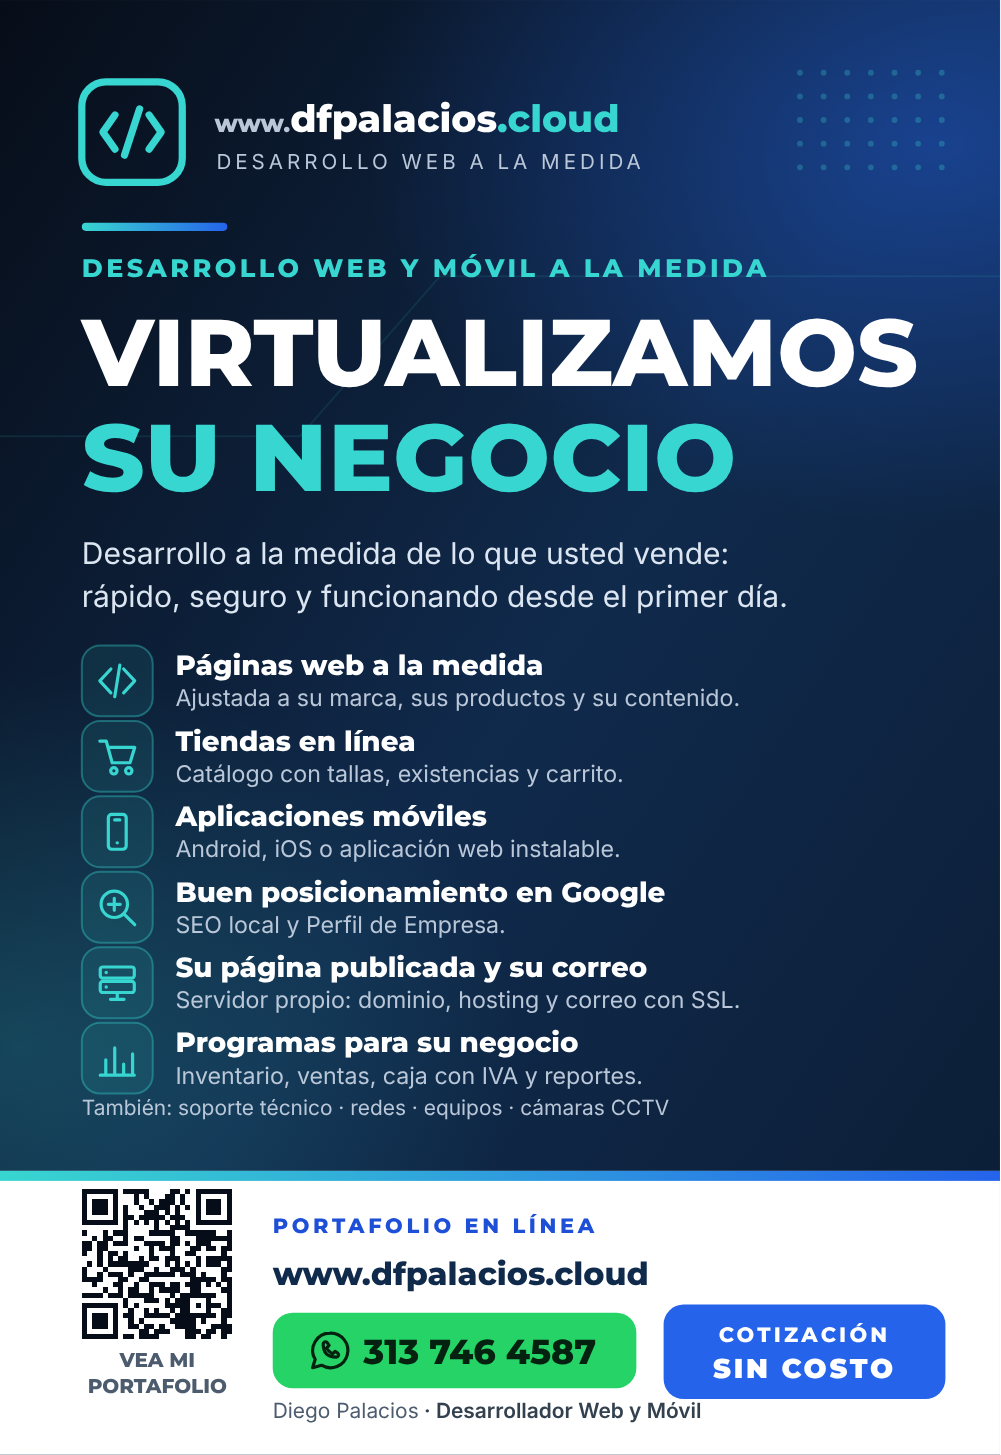 www.dfpalacios.cloud
DESARROLLO WEB A LA MEDIDA
DESARROLLO WEB Y MÓVIL A LA MEDIDA
VIRTUALIZAMOS
SU NEGOCIO
Desarrollo a la medida de lo que usted vende:
rápido, seguro y funcionando desde el primer día.
Páginas web a la medida
Ajustada a su marca, sus productos y su contenido.
Tiendas en línea
Catálogo con tallas, existencias y carrito.
Aplicaciones móviles
Android, iOS o aplicación web instalable.
Buen posicionamiento en Google
SEO local y Perfil de Empresa.
Su página publicada y su correo
Servidor propio: dominio, hosting y correo con SSL.
Programas para su negocio
Inventario, ventas, caja con IVA y reportes.
También: soporte técnico · redes · equipos · cámaras CCTV
PORTAFOLIO EN LÍNEA
www.dfpalacios.cloud
313 746 4587
COTIZACIÓN
SIN COSTO
VEA MI
PORTAFOLIO
Diego Palacios · Desarrollador Web y Móvil